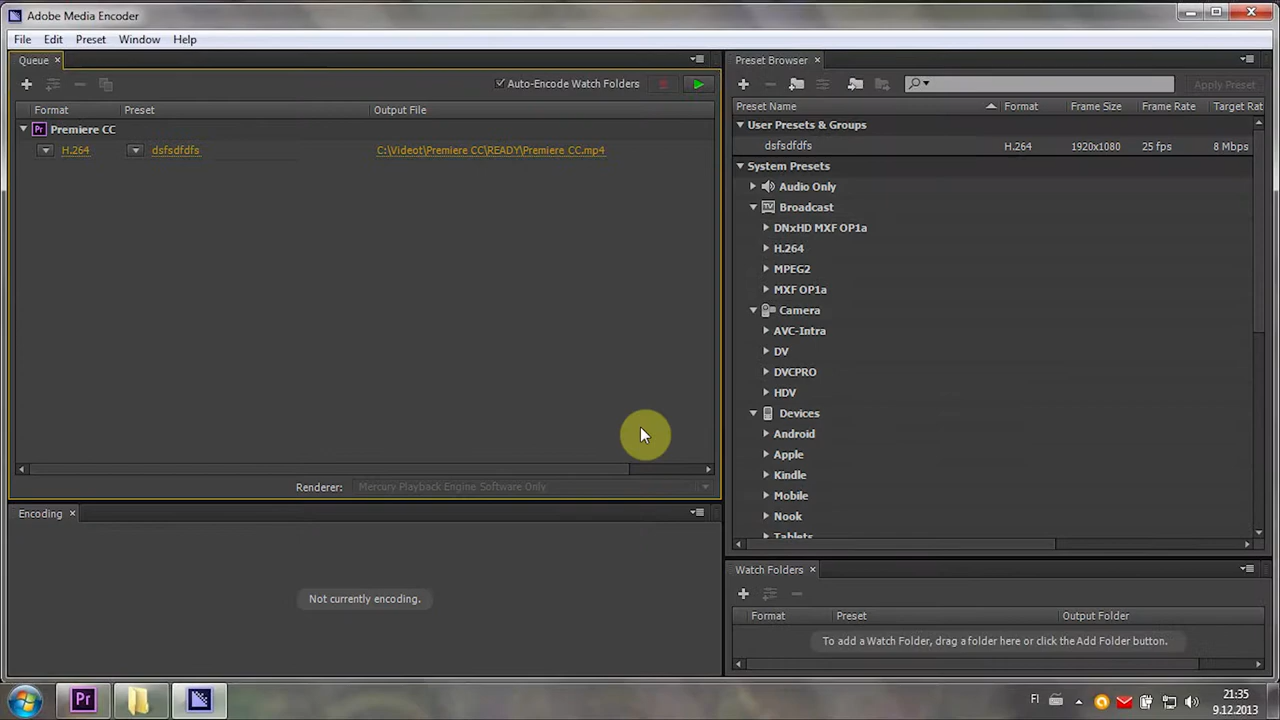 Adobe Media Encoder
File Edit Preset Window Help
Queue
Auto-Encode Watch Folders
Format Preset Output File
Pr Premiere CC
H.264 dsfsdfdfs C:\Videot\Premiere CC\READY\Premiere CC.mp4
Renderer: Mercury Playback Engine Software Only
Encoding
Not currently encoding.
Preset Browser
Apply Preset
Preset Name Format Frame Size Frame Rate Target Rat
User Presets & Groups
dsfsdfdfs H.264 1920x1080 25 fps 8 Mbps
System Presets
Audio Only
TV Broadcast
DNxHD MXF OP1a
H.264
MPEG2
MXF OP1a
Camera
AVC-Intra
DV
DVCPRO
HDV
Devices
Android
Apple
Kindle
Mobile
Nook
Tablets
Watch Folders
Format Preset Output Folder
To add a Watch Folder, drag a folder here or click the Add Folder button.
Pr
FI
21:35
9.12.2013